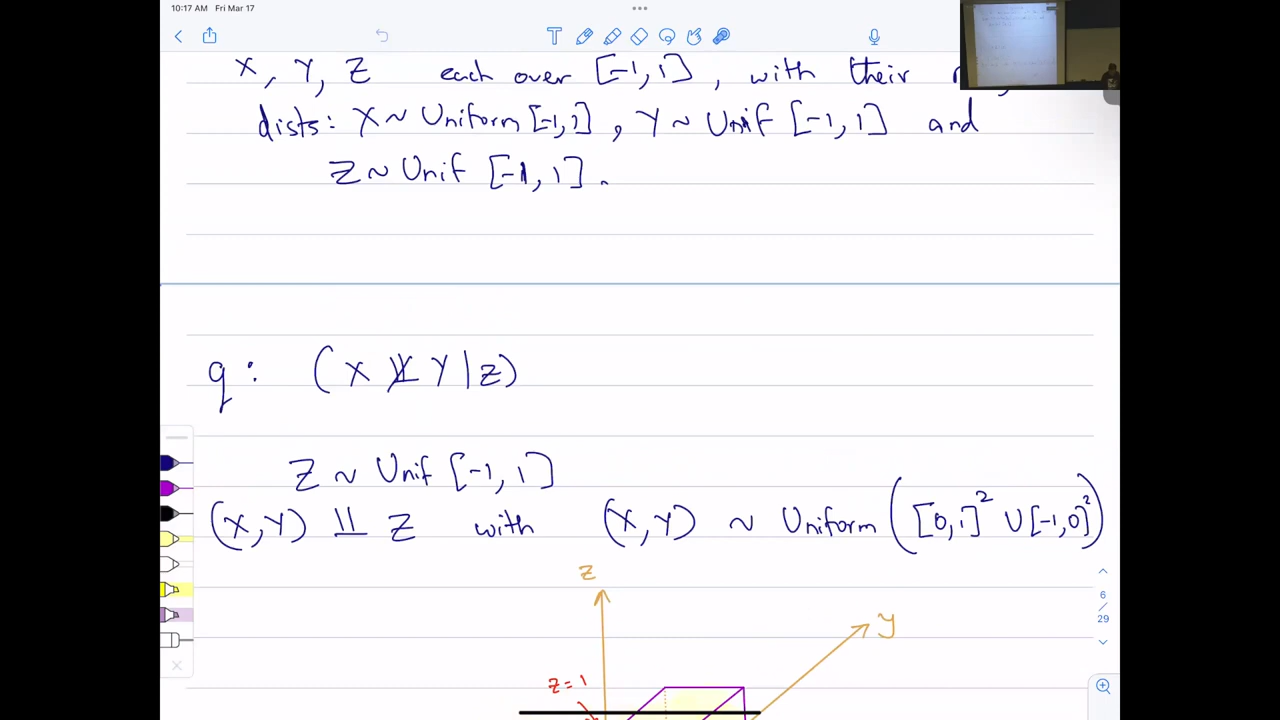 10:17 AM Fri Mar 17
X, Y, Z each over [-1, 1], with their
dists: X ~ Uniform [-1, 1], Y ~ Unif [-1, 1] and
Z ~ Unif [-1, 1].
q: (X ⫫̸ Y | Z)
Z ~ Unif [-1, 1]
(X, Y) ⫫ Z with (X, Y) ~ Uniform ([0, 1]² ∪ [-1, 0]²)
z
y
z = 1
6
/
29